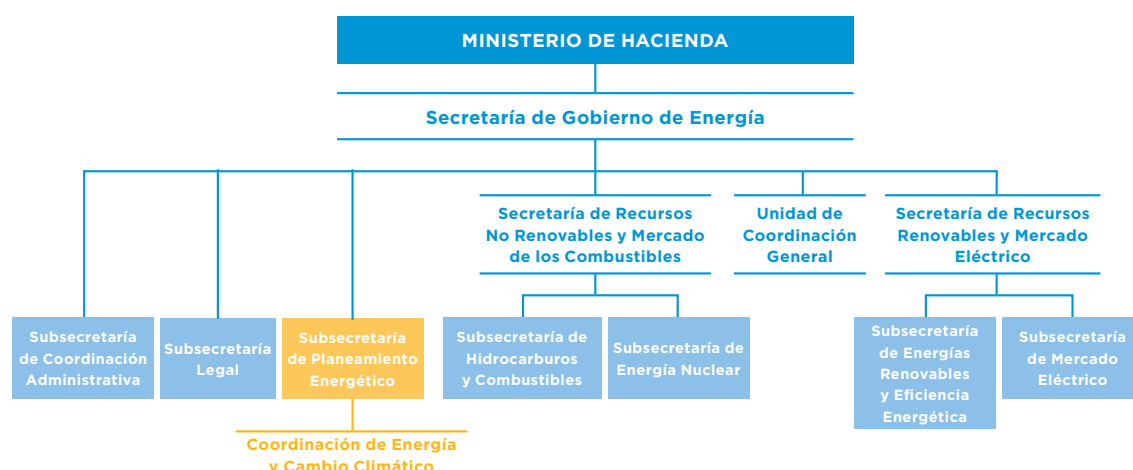 MINISTERIO DE HACIENDA
Secretaría de Gobierno de Energía
Secretaría de Recursos
No Renovables y Mercado
de los Combustibles
Unidad de
Coordinación
General
Secretaría de Recursos
Renovables y Mercado
Eléctrico
Subsecretaría
de Coordinación
Administrativa
Subsecretaría
Legal
Subsecretaría
de Planeamiento
Energético
Subsecretaría de
Hidrocarburos
y Combustibles
Subsecretaría de
Energía Nuclear
Subsecretaría
de Energías
Renovables
y Eficiencia
Energética
Subsecretaría
de Mercado
Eléctrico
Coordinación de Energía
y Cambio Climático